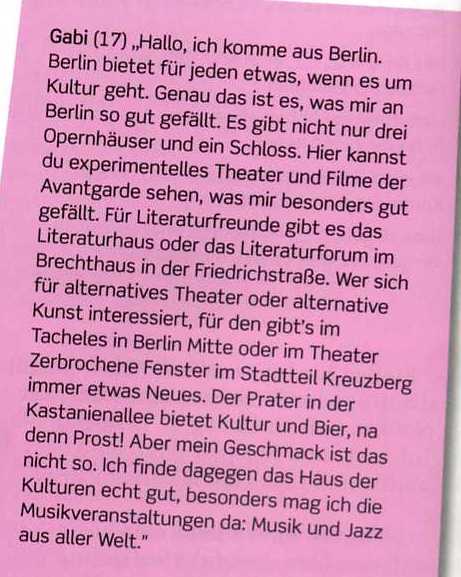 Gabi (17) „Hallo, ich komme aus Berlin.
Berlin bietet für jeden etwas, wenn es um
Kultur geht. Genau das ist es, was mir an
Berlin so gut gefällt. Es gibt nicht nur drei
Opernhäuser und ein Schloss. Hier kannst
du experimentelles Theater und Filme der
Avantgarde sehen, was mir besonders gut
gefällt. Für Literaturfreunde gibt es das
Literaturhaus oder das Literaturforum im
Brechthaus in der Friedrichstraße. Wer sich
für alternatives Theater oder alternative
Kunst interessiert, für den gibt's im
Tacheles in Berlin Mitte oder im Theater
Zerbrochene Fenster im Stadtteil Kreuzberg
immer etwas Neues. Der Prater in der
Kastanienallee bietet Kultur und Bier, na
denn Prost! Aber mein Geschmack ist das
nicht so. Ich finde dagegen das Haus der
Kulturen echt gut, besonders mag ich die
Musikveranstaltungen da: Musik und Jazz
aus aller Welt.“